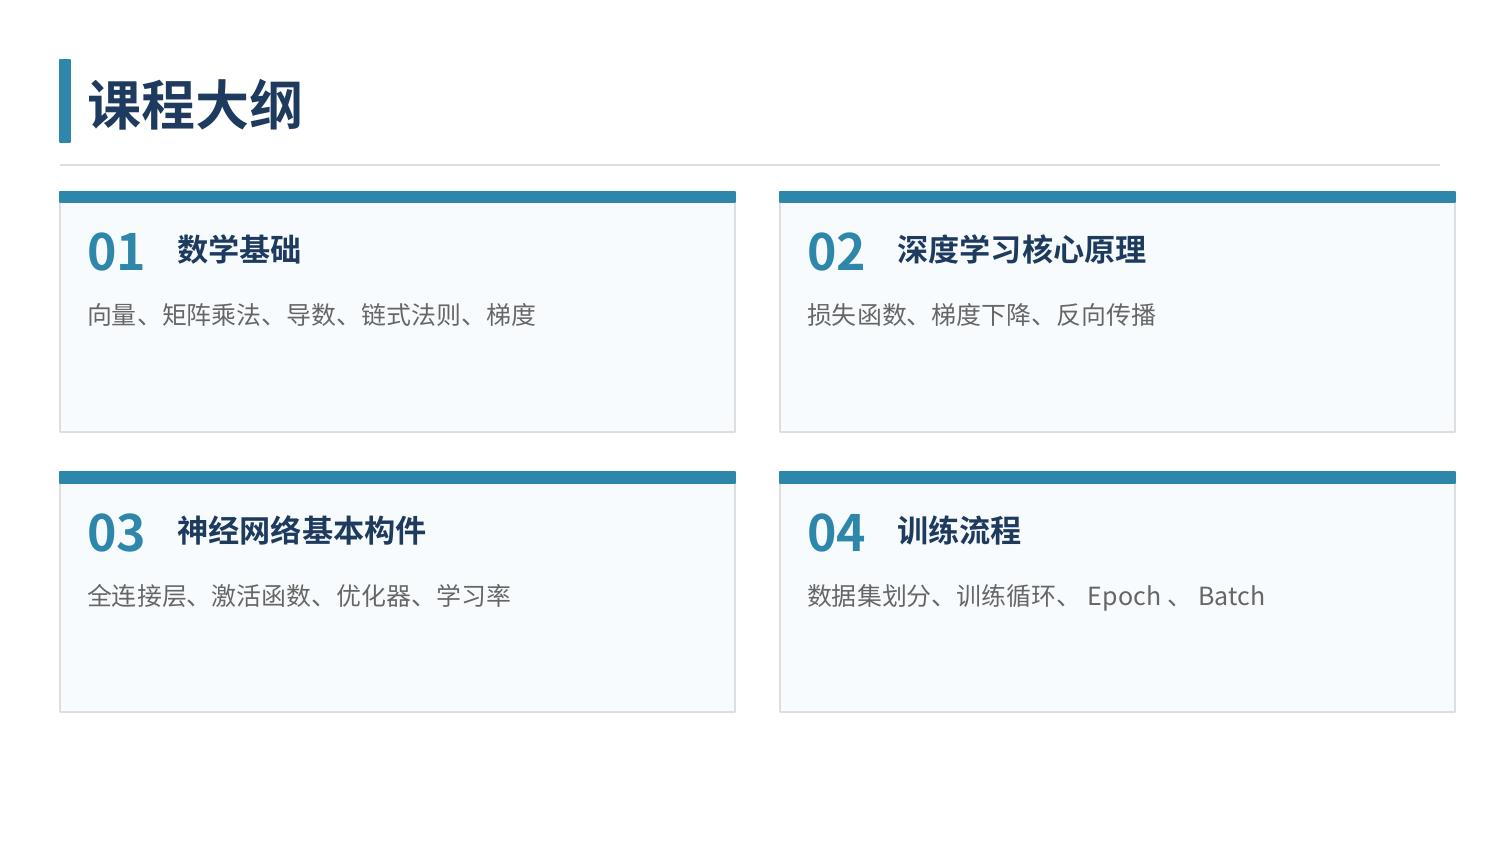 课程大纲
01 数学基础
向量、矩阵乘法、导数、链式法则、梯度
02 深度学习核心原理
损失函数、梯度下降、反向传播
03 神经网络基本构件
全连接层、激活函数、优化器、学习率
04 训练流程
数据集划分、训练循环、 Epoch 、 Batch